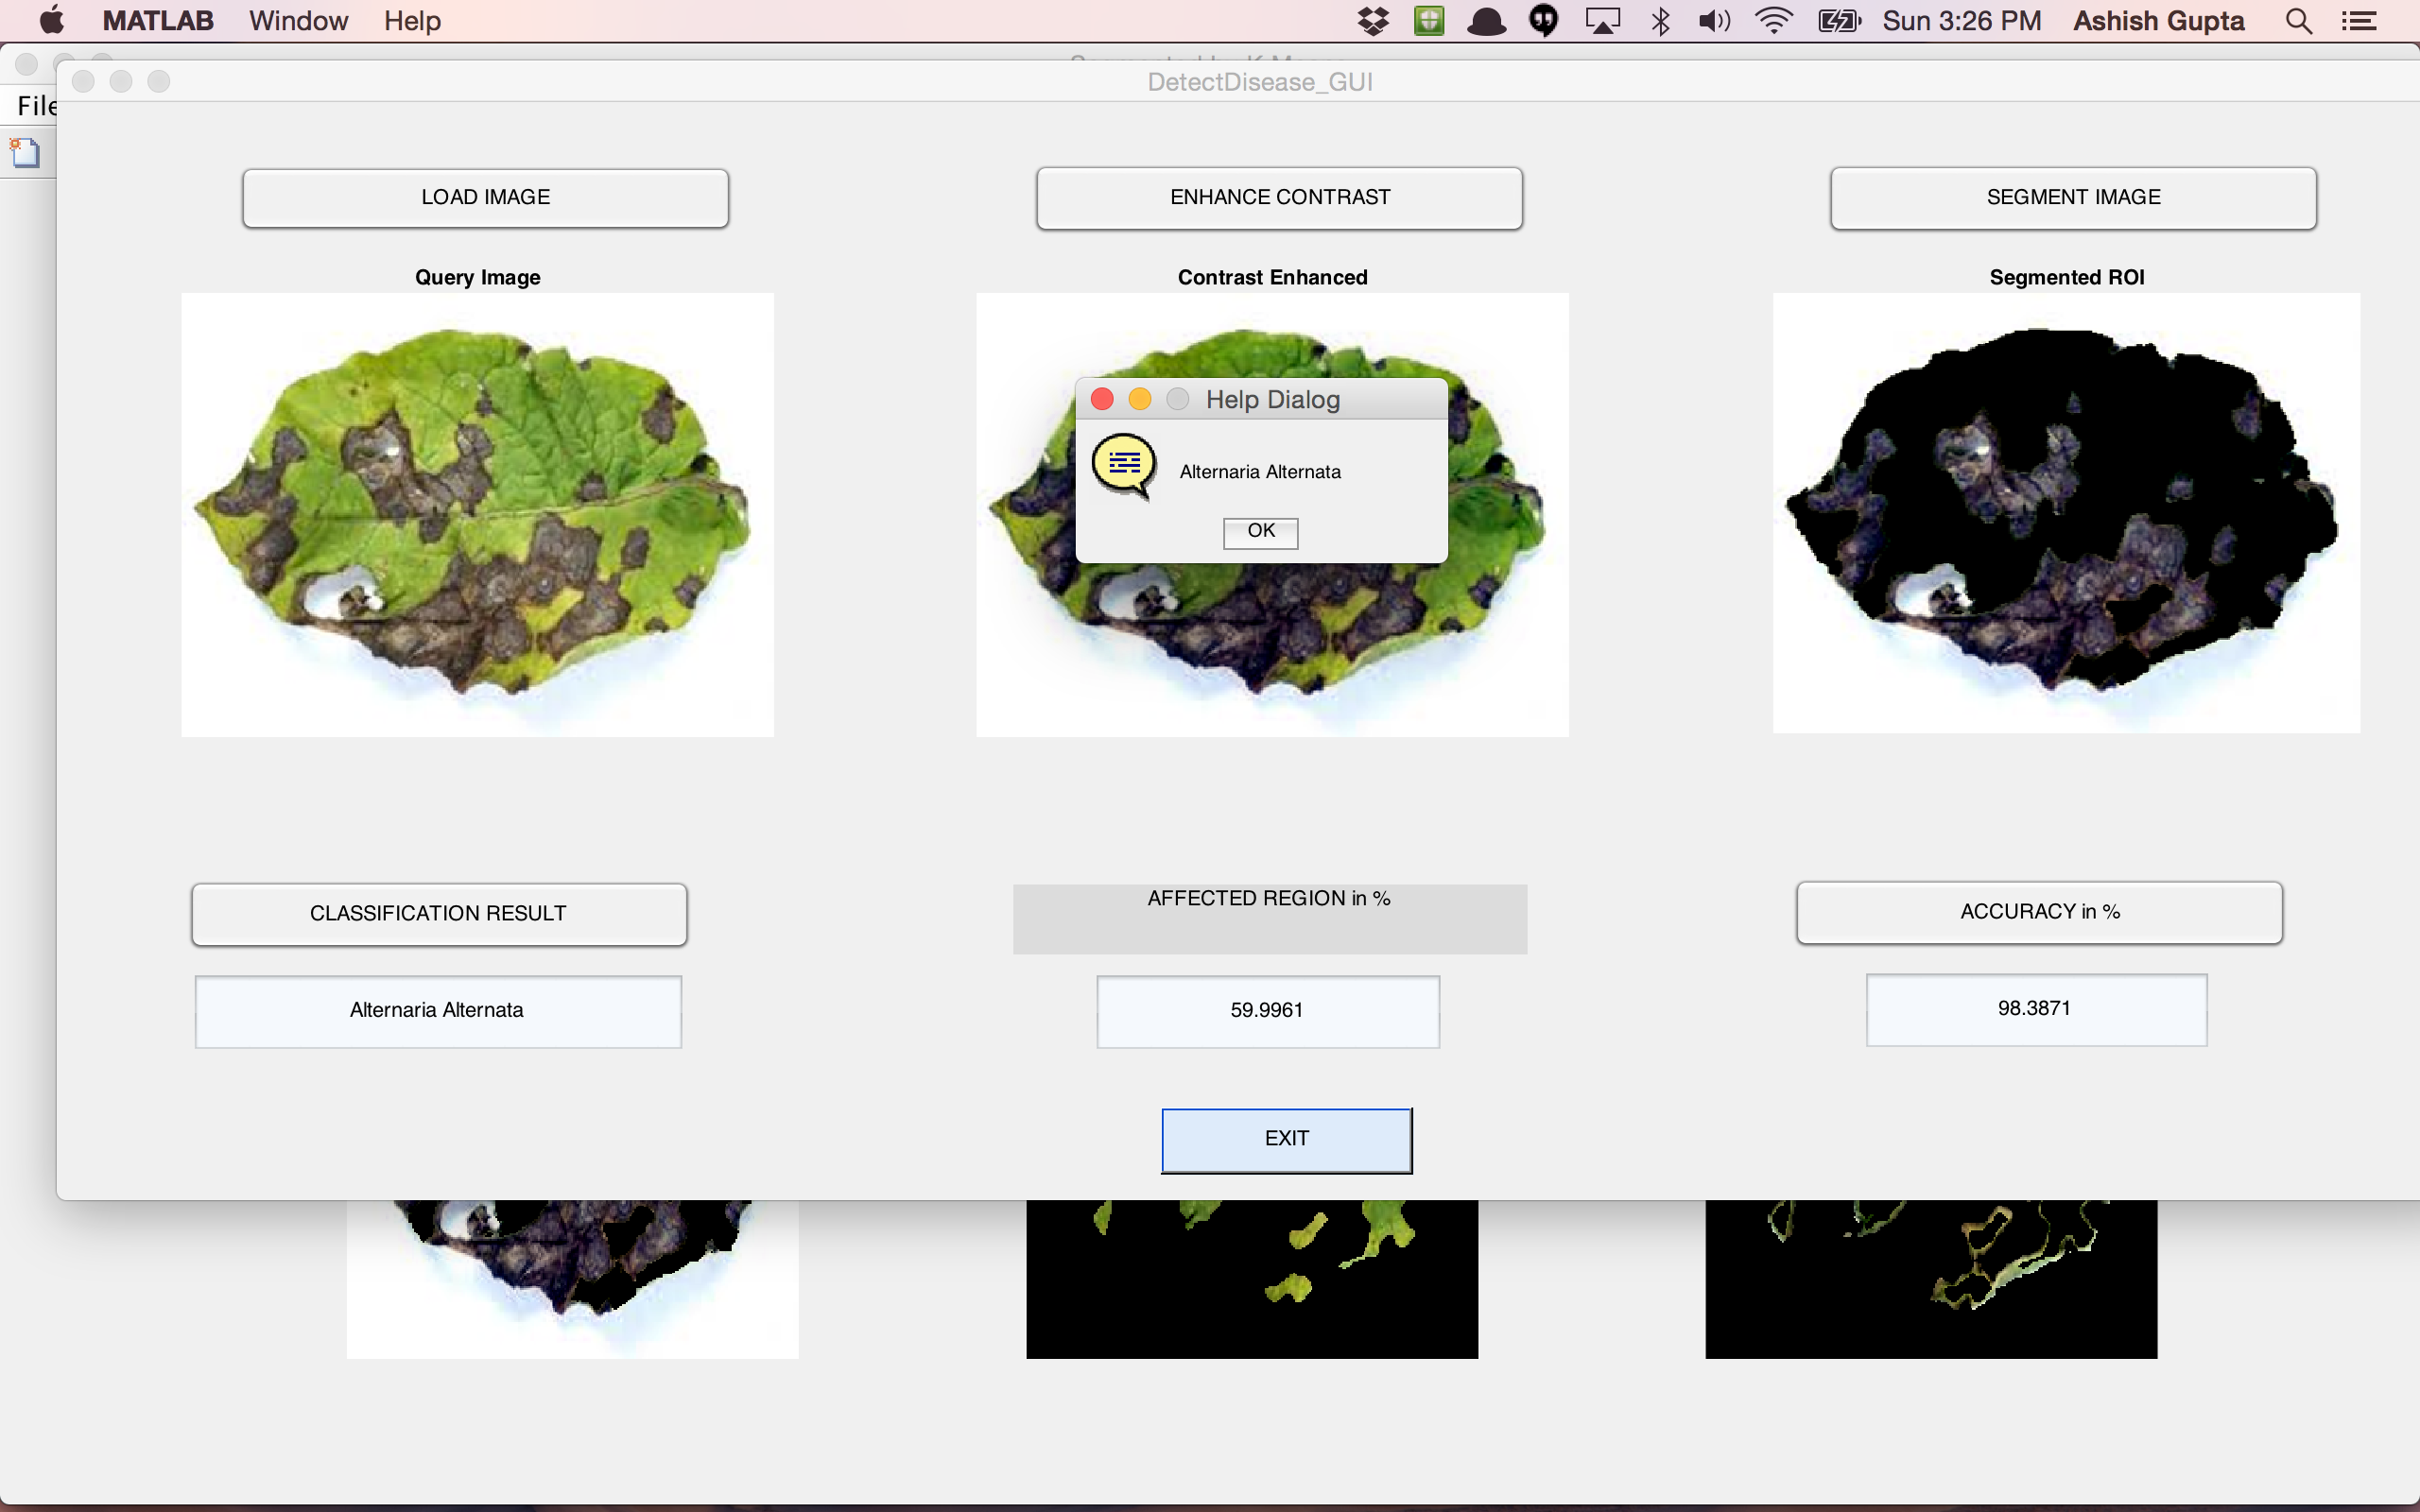 MATLAB Window Help Sun 3:26 PM Ashish Gupta
DetectDisease_GUI
File
LOAD IMAGE ENHANCE CONTRAST SEGMENT IMAGE
Query Image Contrast Enhanced Segmented ROI
Help Dialog
Alternaria Alternata
OK
CLASSIFICATION RESULT AFFECTED REGION in % ACCURACY in %
Alternaria Alternata 59.9961 98.3871
EXIT